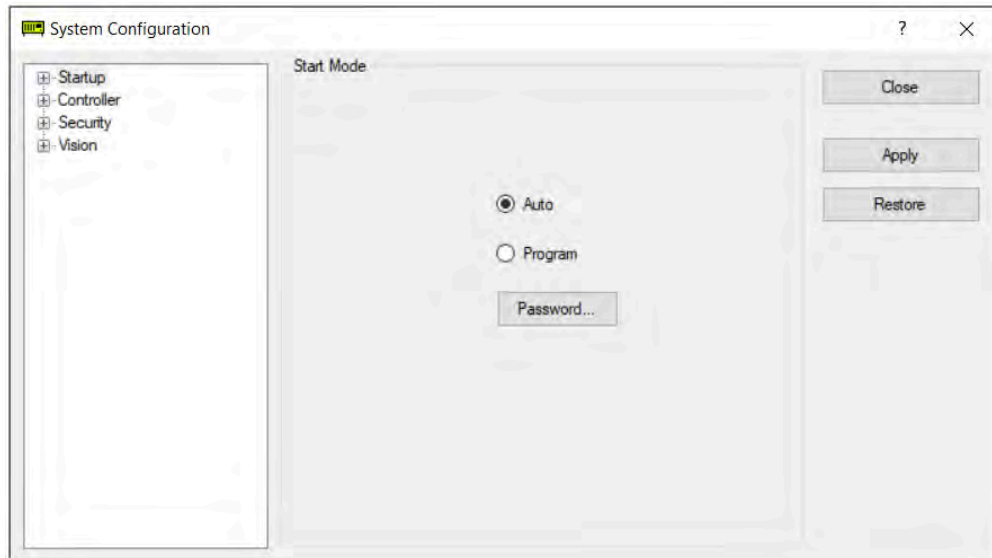 System Configuration
?
Startup
Controller
Security
Vision
Start Mode
Auto
Program
Password...
Close
Apply
Restore